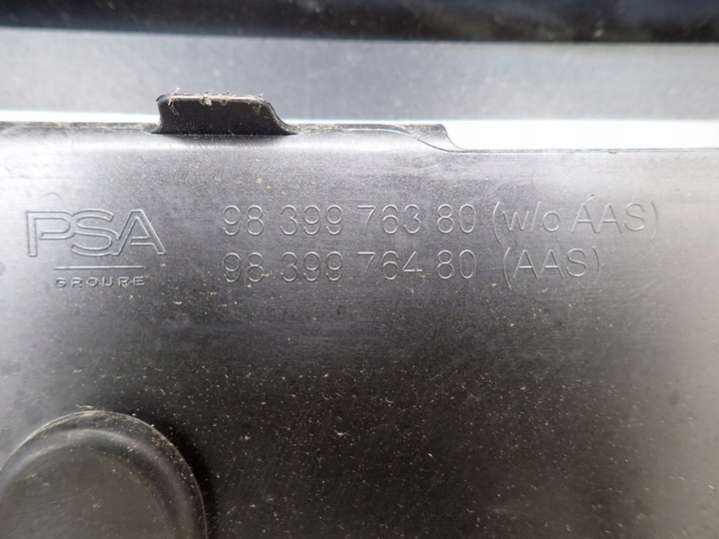 PSA
GROUPE
98 399 763 80 (w/o AAS)
98 399 764 80 (AAS)